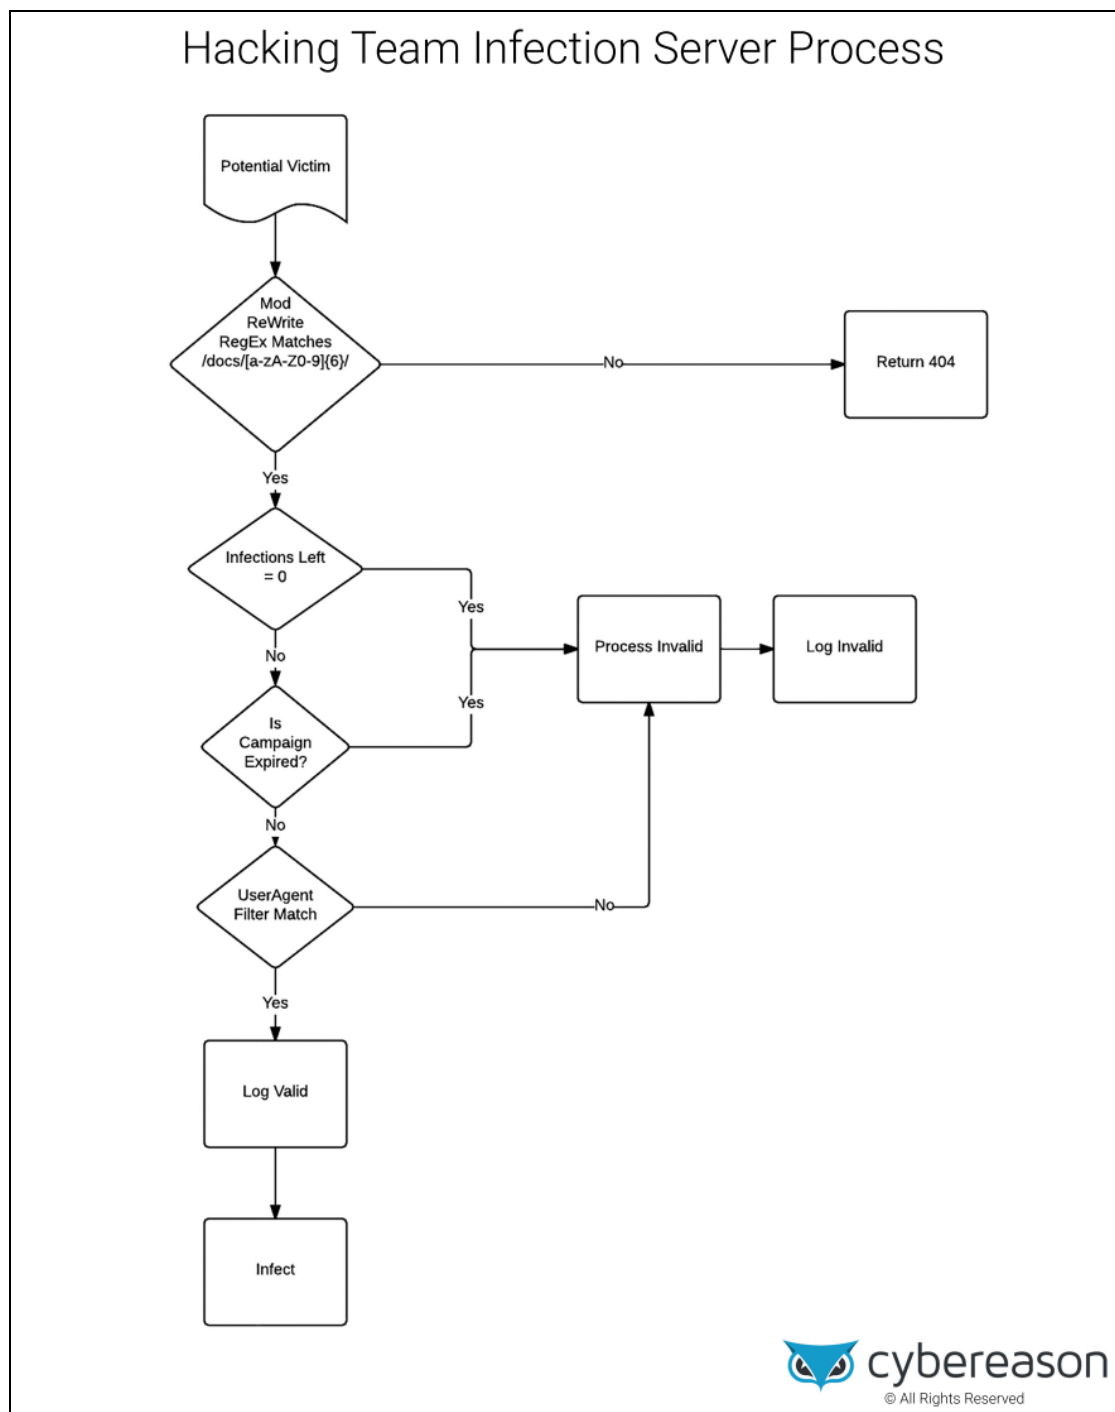 Hacking Team Infection Server Process
Potential Victim
Mod
ReWrite
RegEx Matches
/docs/[a-zA-Z0-9]{6}/
No
Return 404
Yes
Infections Left
= 0
Yes
No
Process Invalid
Log Invalid
Yes
Is
Campaign
Expired?
No
UserAgent
Filter Match
No
Yes
Log Valid
Infect
cybereason
© All Rights Reserved